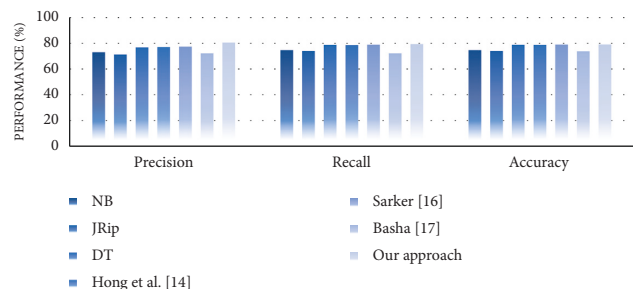 PERFORMANCE (%)
100
80
60
40
20
0
Precision
Recall
Accuracy
NB
JRip
DT
Hong et al. [14]
Sarker [16]
Basha [17]
Our approach